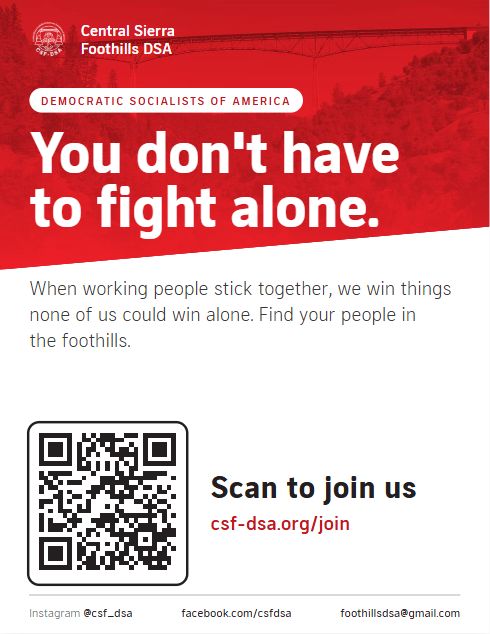 Central Sierra
Foothills DSA
CSF-DSA
DEMOCRATIC SOCIALISTS OF AMERICA
You don't have
to fight alone.
When working people stick together, we win things
none of us could win alone. Find your people in
the foothills.
Scan to join us
csf-dsa.org/join
Instagram @csf_dsa facebook.com/csfdsa foothillsdsa@gmail.com